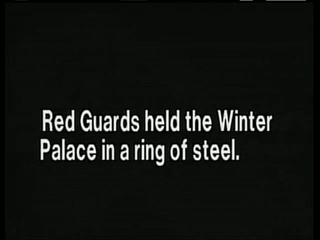 Red Guards held the Winter
Palace in a ring of steel.